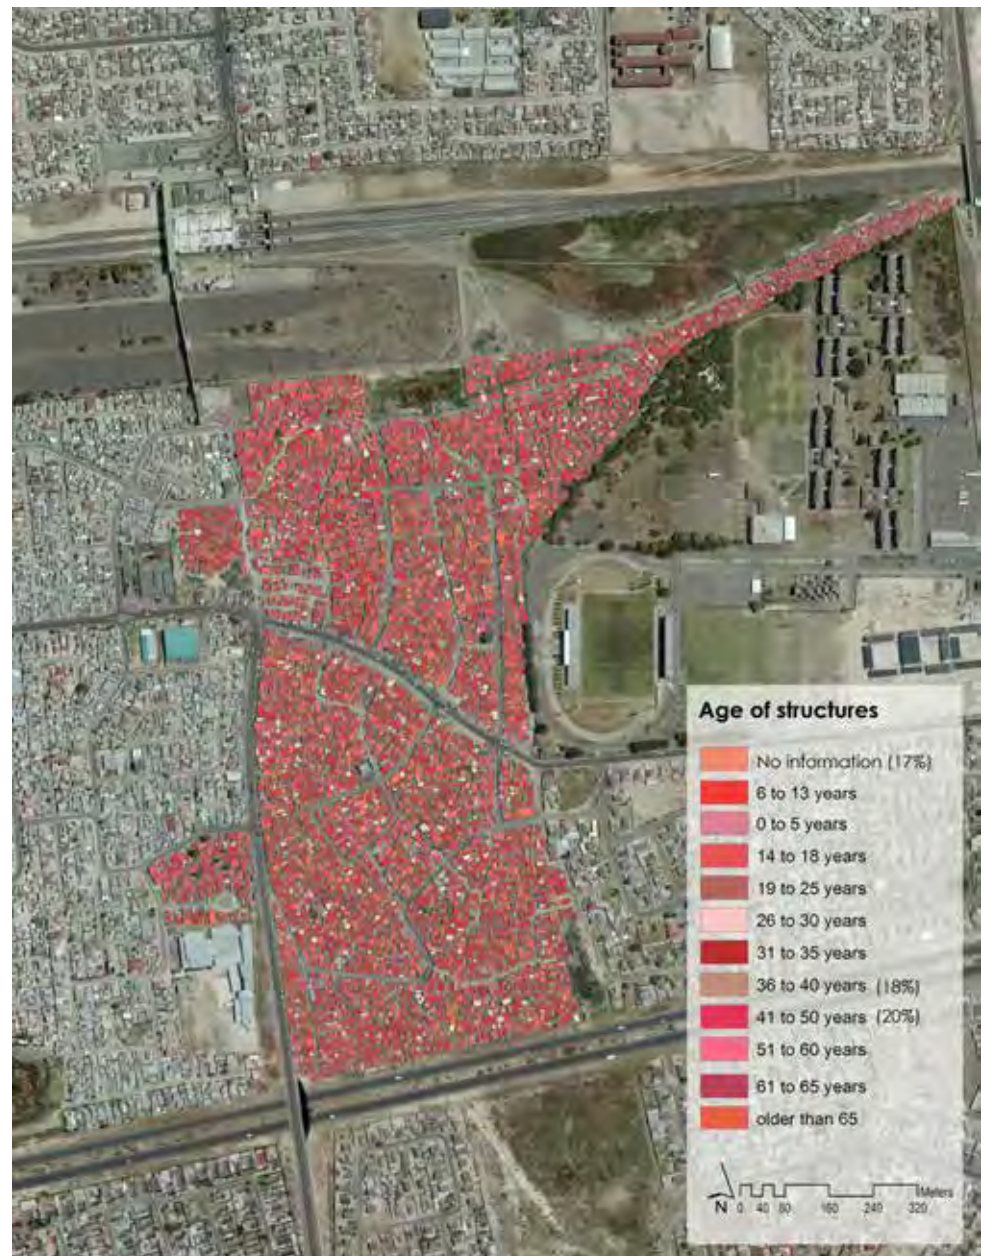 Age of structures
No information (17%)
6 to 13 years
0 to 5 years
14 to 18 years
19 to 25 years
26 to 30 years
31 to 35 years
36 to 40 years (18%)
41 to 50 years (20%)
51 to 60 years
61 to 65 years
older than 65
Meters
N 0 40 80 160 240 320